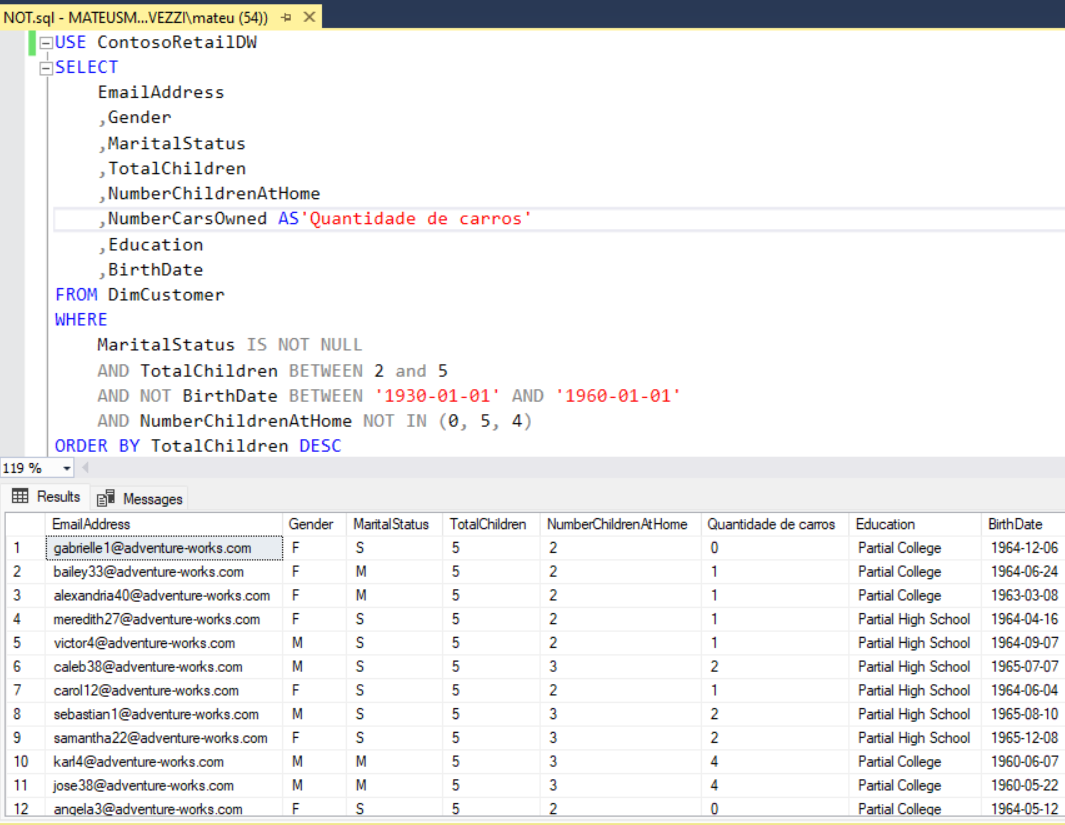 NOT.sql - MATEUSM...VEZZI\mateu (54))
USE ContosoRetailDW
SELECT
EmailAddress
,Gender
,MaritalStatus
,TotalChildren
,NumberChildrenAtHome
,NumberCarsOwned AS'Quantidade de carros'
,Education
,BirthDate
FROM DimCustomer
WHERE
MaritalStatus IS NOT NULL
AND TotalChildren BETWEEN 2 and 5
AND NOT BirthDate BETWEEN '1930-01-01' AND '1960-01-01'
AND NumberChildrenAtHome NOT IN (0, 5, 4)
ORDER BY TotalChildren DESC
119 %
Results Messages
EmailAddress Gender MaritalStatus TotalChildren NumberChildrenAtHome Quantidade de carros Education BirthDate
1 gabrielle1@adventure-works.com F S 5 2 0 Partial College 1964-12-06
2 bailey33@adventure-works.com F M 5 2 1 Partial College 1964-06-24
3 alexandria40@adventure-works.com F M 5 2 1 Partial College 1963-03-08
4 meredith27@adventure-works.com F S 5 2 1 Partial High School 1964-04-16
5 victor4@adventure-works.com M S 5 2 1 Partial High School 1964-09-07
6 caleb38@adventure-works.com M S 5 3 2 Partial High School 1965-07-07
7 carol12@adventure-works.com F S 5 2 1 Partial High School 1964-06-04
8 sebastian1@adventure-works.com M S 5 3 2 Partial High School 1965-08-10
9 samantha22@adventure-works.com F S 5 3 2 Partial High School 1965-12-08
10 karl4@adventure-works.com M M 5 3 4 Partial College 1960-06-07
11 jose38@adventure-works.com M M 5 3 4 Partial College 1960-05-22
12 angela3@adventure-works.com F S 5 2 0 Partial College 1964-05-12